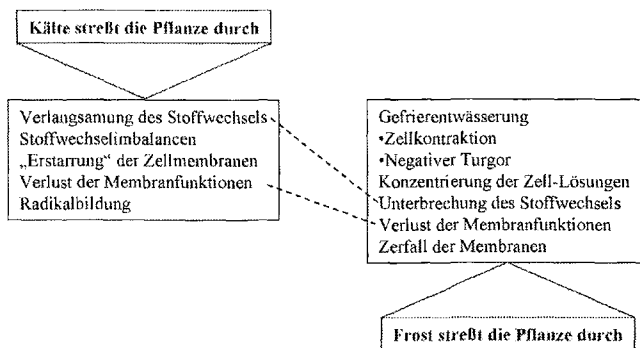 Kälte streßt die Pflanze durch
Verlangsamung des Stoffwechsels
Stoffwechselimbalancen
„Erstarrung“ der Zellmembranen
Verlust der Membranfunktionen
Radikalbildung
Gefrierentwässerung
•Zellkontraktion
•Negativer Turgor
Konzentrierung der Zell-Lösungen
Unterbrechung des Stoffwechsels
Verlust der Membranfunktionen
Zerfall der Membranen
Frost streßt die Pflanze durch